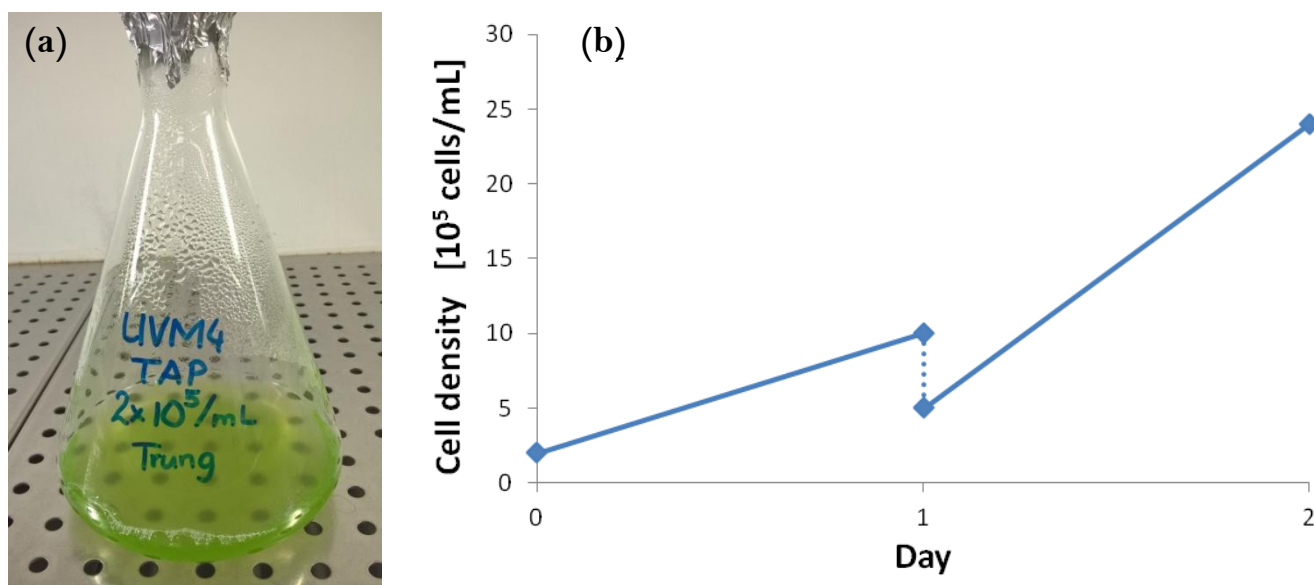 (a)
UVM4
TAP
2x10⁵/mL
Trung
(b)
Cell density [10⁵ cells/mL]
30
25
20
15
10
5
0
0 1 2
Day